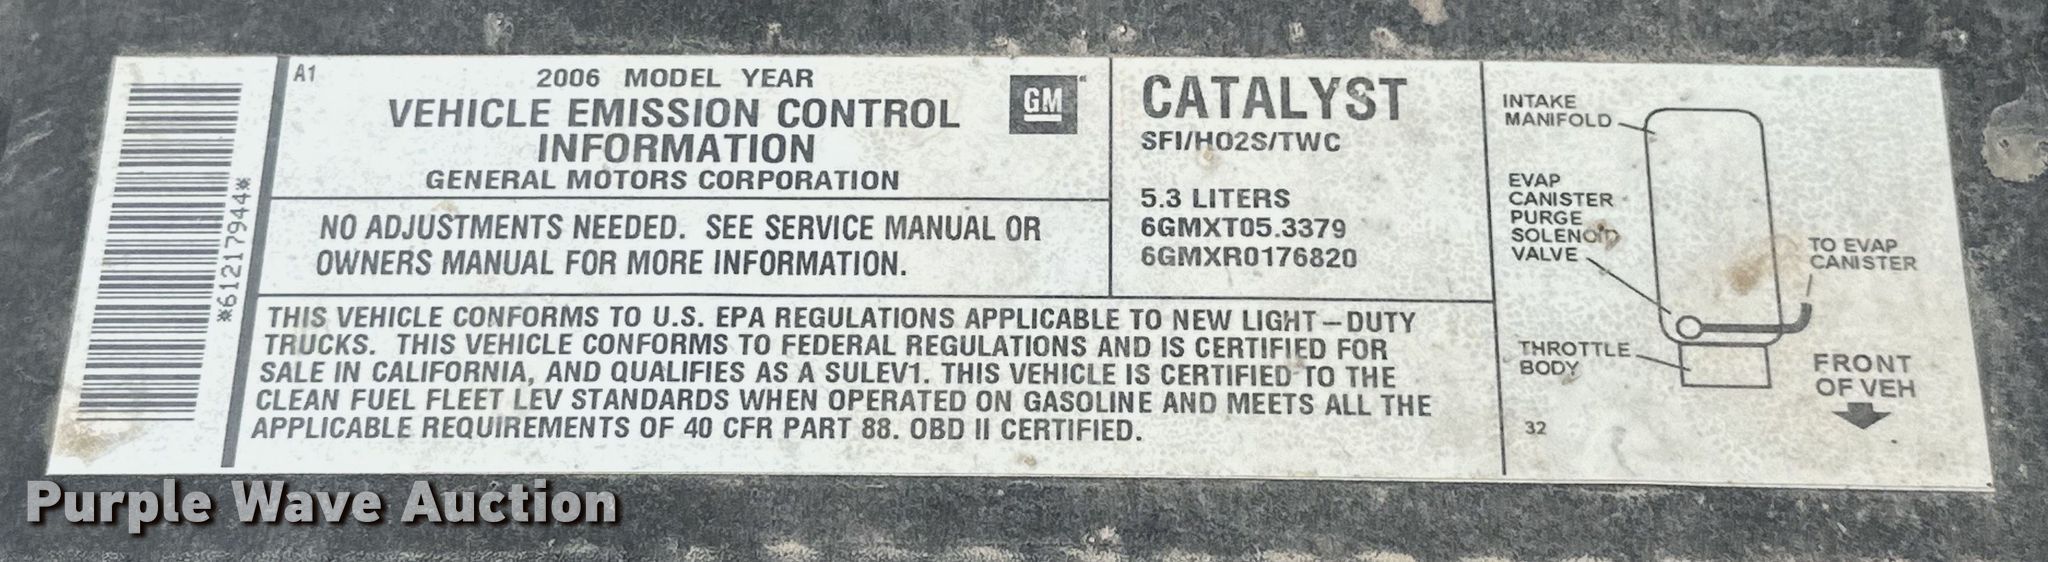 *612179444*
A1
2006 MODEL YEAR
VEHICLE EMISSION CONTROL
INFORMATION
GENERAL MOTORS CORPORATION
GM
NO ADJUSTMENTS NEEDED. SEE SERVICE MANUAL OR
OWNERS MANUAL FOR MORE INFORMATION.
CATALYST
SFI/HO2S/TWC
5.3 LITERS
6GMXT05.3379
6GMXR0176820
THIS VEHICLE CONFORMS TO U.S. EPA REGULATIONS APPLICABLE TO NEW LIGHT-DUTY
TRUCKS. THIS VEHICLE CONFORMS TO FEDERAL REGULATIONS AND IS CERTIFIED FOR
SALE IN CALIFORNIA, AND QUALIFIES AS A SULEV1. THIS VEHICLE IS CERTIFIED TO THE
CLEAN FUEL FLEET LEV STANDARDS WHEN OPERATED ON GASOLINE AND MEETS ALL THE
APPLICABLE REQUIREMENTS OF 40 CFR PART 88. OBD II CERTIFIED.
INTAKE
MANIFOLD
EVAP
CANISTER
PURGE
SOLENOID
VALVE
TO EVAP
CANISTER
THROTTLE
BODY
FRONT
OF VEH
32
Purple Wave Auction